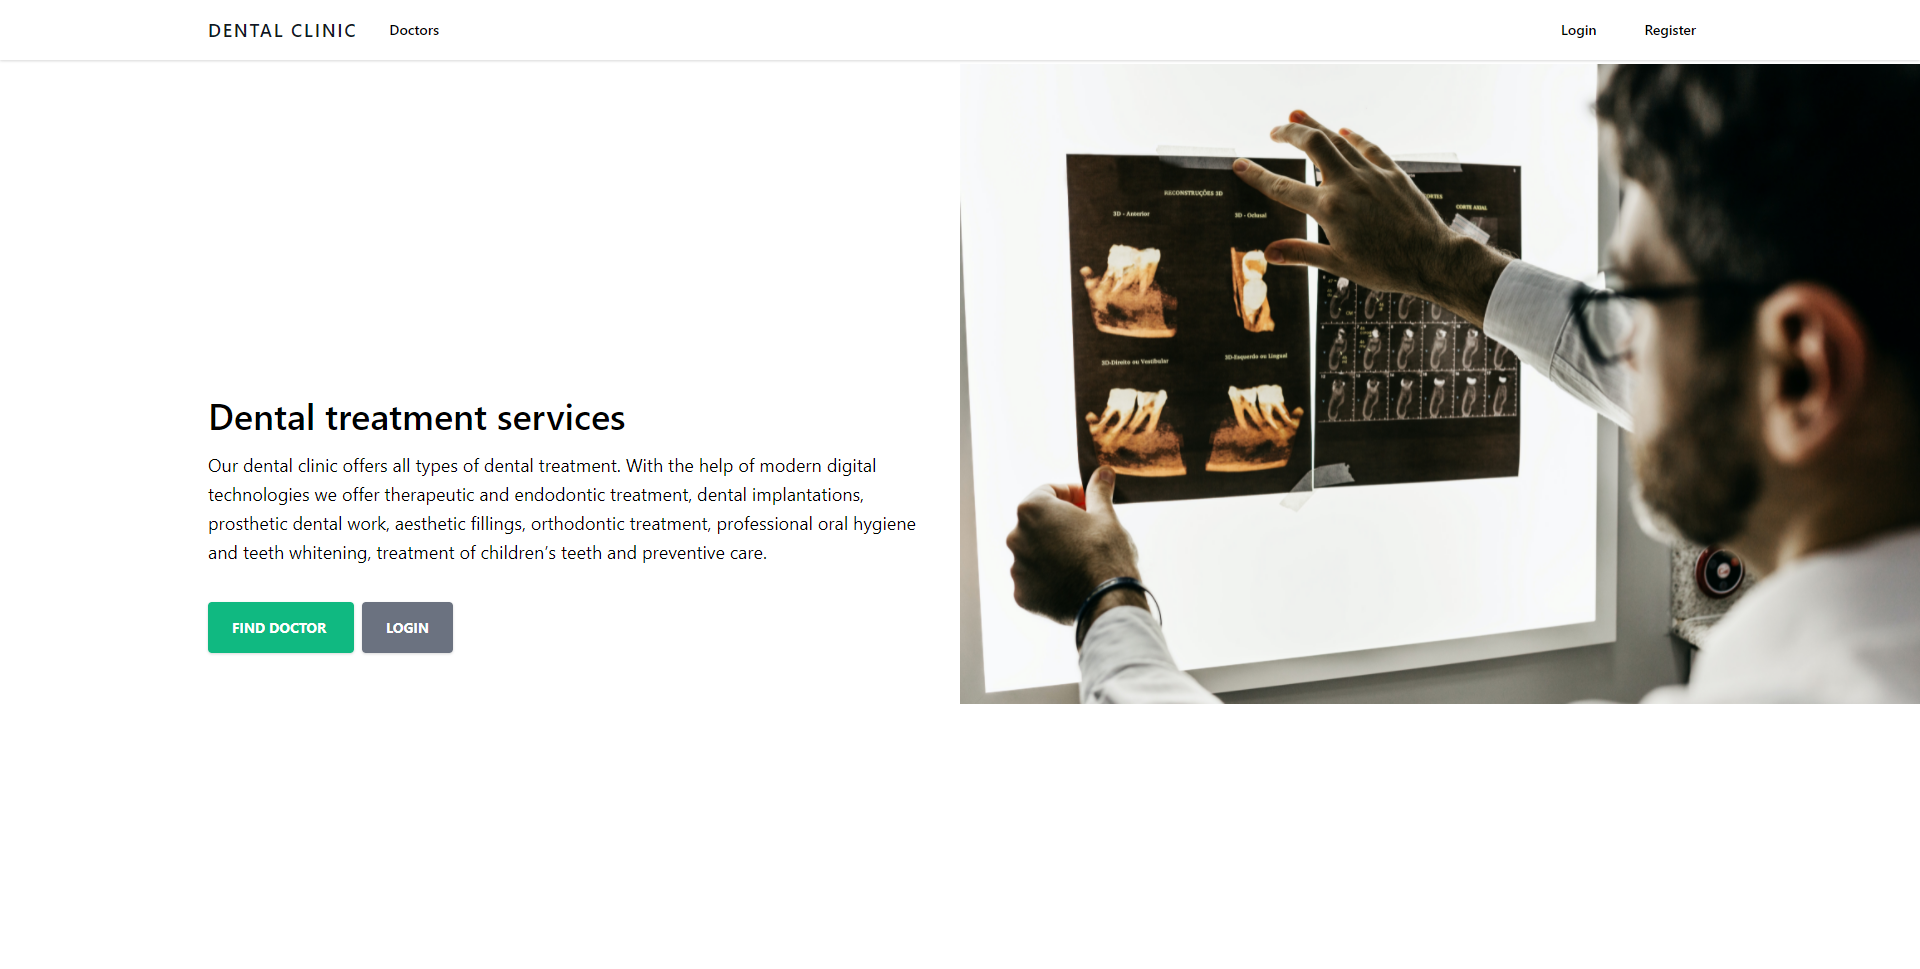 DENTAL CLINIC
Doctors
Login
Register
Dental treatment services
Our dental clinic offers all types of dental treatment. With the help of modern digital
technologies we offer therapeutic and endodontic treatment, dental implantations,
prosthetic dental work, aesthetic fillings, orthodontic treatment, professional oral hygiene
and teeth whitening, treatment of children's teeth and preventive care.
FIND DOCTOR
LOGIN
RECONSTRUÇÕES 3D
3D - Anterior
3D - Oclusal
3D-Direito ou Vestibular
3D-Esquerdo ou Lingual
CORTE AXIAL